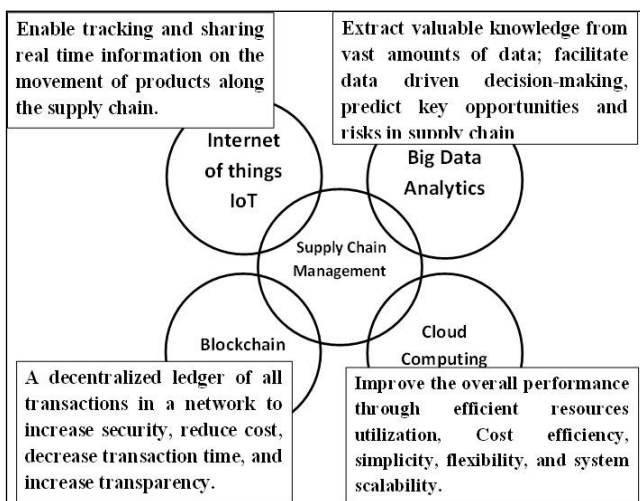 Enable tracking and sharing
real time information on the
movement of products along
the supply chain.
Extract valuable knowledge from
vast amounts of data; facilitate
data driven decision-making,
predict key opportunities and
risks in supply chain
Internet
of things
IoT
Big Data
Analytics
Supply Chain
Management
Blockchain
Cloud
Computing
A decentralized ledger of all
transactions in a network to
increase security, reduce cost,
decrease transaction time, and
increase transparency.
Improve the overall performance
through efficient resources
utilization, Cost efficiency,
simplicity, flexibility, and system
scalability.